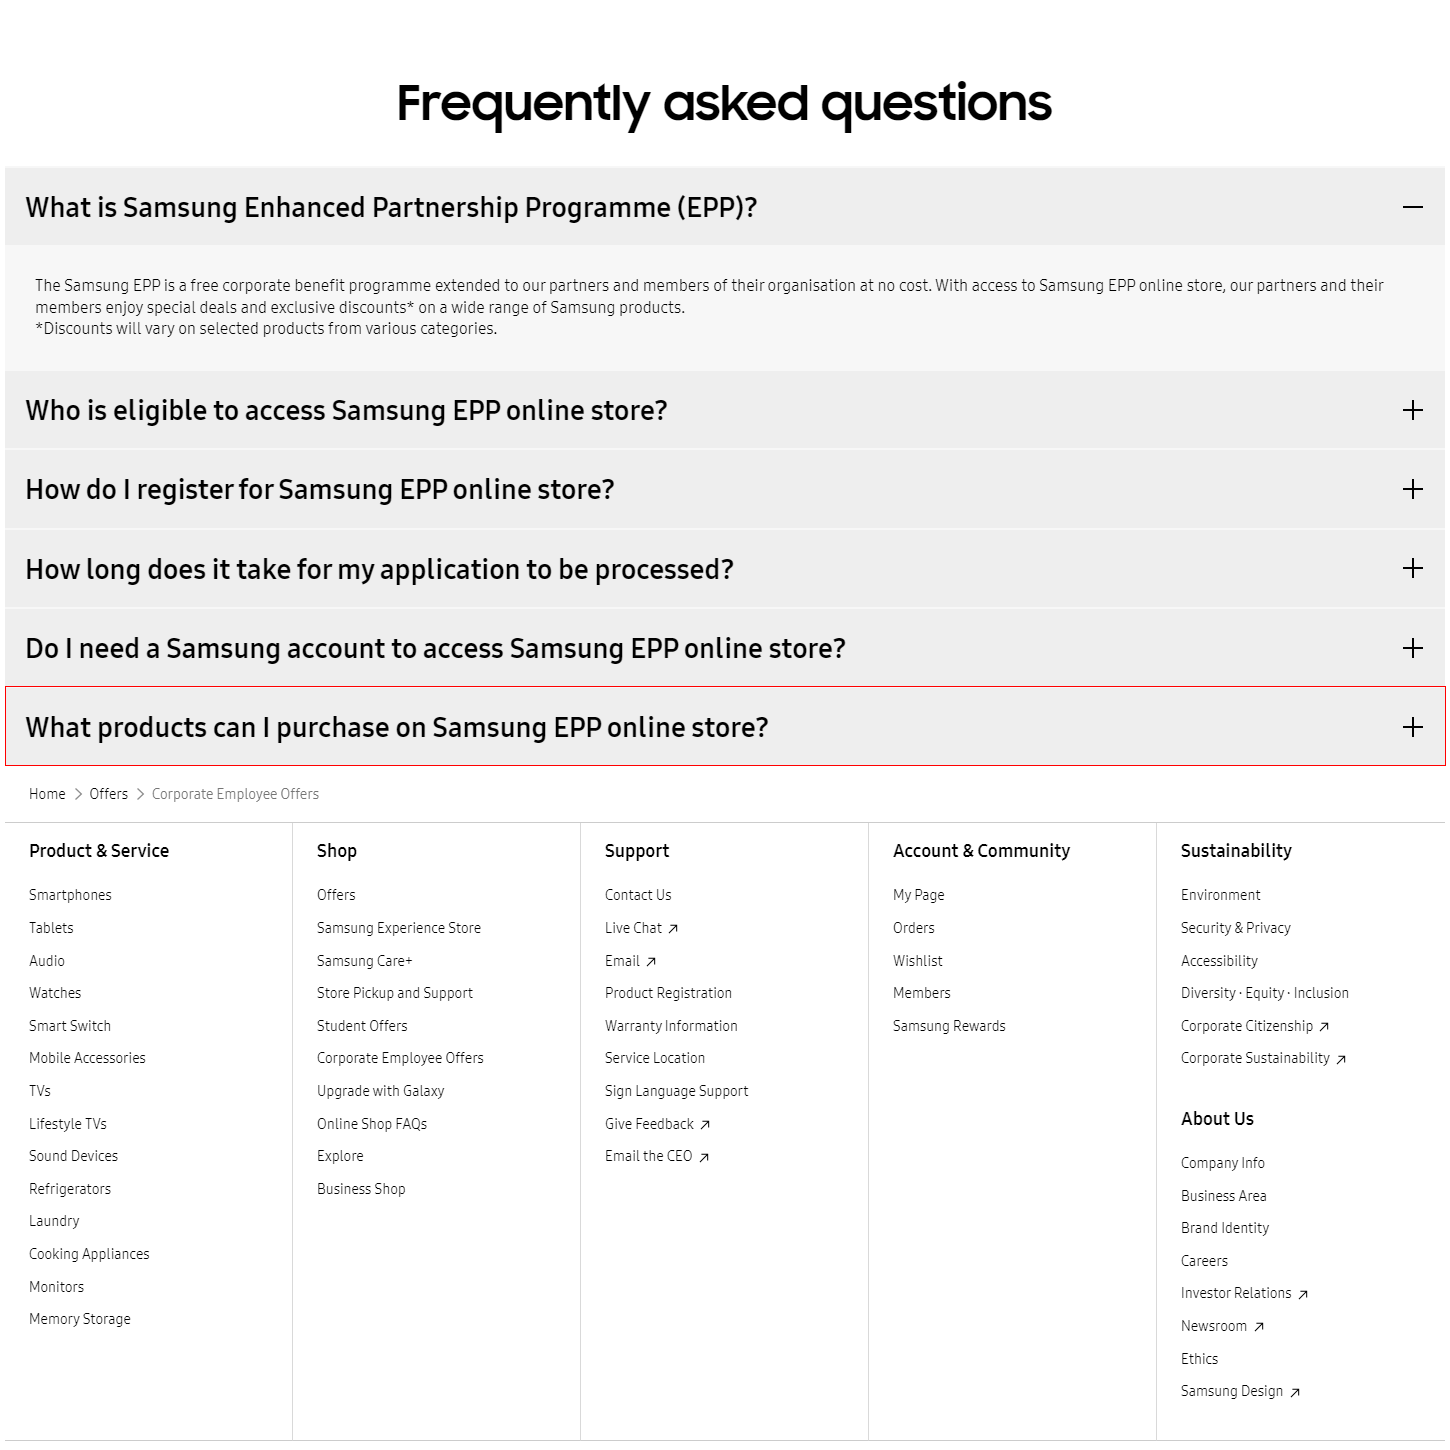 Frequently asked questions
What is Samsung Enhanced Partnership Programme (EPP)?
The Samsung EPP is a free corporate benefit programme extended to our partners and members of their organisation at no cost. With access to Samsung EPP online store, our partners and their
members enjoy special deals and exclusive discounts* on a wide range of Samsung products.
*Discounts will vary on selected products from various categories.
Who is eligible to access Samsung EPP online store?
How do I register for Samsung EPP online store?
How long does it take for my application to be processed?
Do I need a Samsung account to access Samsung EPP online store?
What products can I purchase on Samsung EPP online store?
Home > Offers > Corporate Employee Offers
Product & Service
Smartphones
Tablets
Audio
Watches
Smart Switch
Mobile Accessories
TVs
Lifestyle TVs
Sound Devices
Refrigerators
Laundry
Cooking Appliances
Monitors
Memory Storage
Shop
Offers
Samsung Experience Store
Samsung Care+
Store Pickup and Support
Student Offers
Corporate Employee Offers
Upgrade with Galaxy
Online Shop FAQs
Explore
Business Shop
Support
Contact Us
Live Chat
Email
Product Registration
Warranty Information
Service Location
Sign Language Support
Give Feedback
Email the CEO
Account & Community
My Page
Orders
Wishlist
Members
Samsung Rewards
Sustainability
Environment
Security & Privacy
Accessibility
Diversity · Equity · Inclusion
Corporate Citizenship
Corporate Sustainability
About Us
Company Info
Business Area
Brand Identity
Careers
Investor Relations
Newsroom
Ethics
Samsung Design